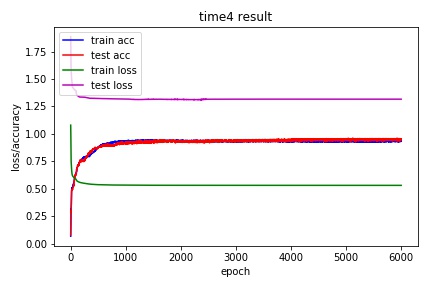 time4 result
train acc
test acc
train loss
test loss
loss/accuracy
1.75
1.50
1.25
1.00
0.75
0.50
0.25
0.00
0 1000 2000 3000 4000 5000 6000
epoch